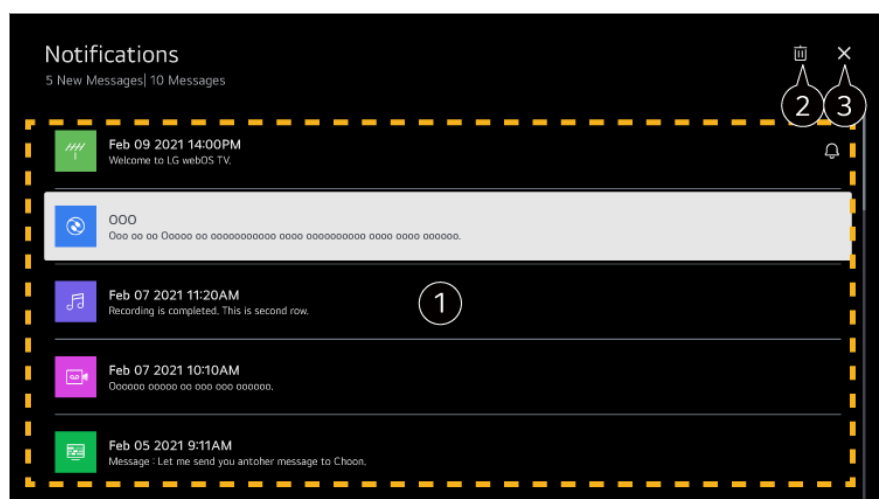 Notifications
5 New Messages| 10 Messages
2
3
Feb 09 2021 14:00PM
Welcome to LG webOS TV.
OOO
Ooo oo oo Ooooo oo ooooooooooo oooo oooooooooo oooo oooo oooooo.
Feb 07 2021 11:20AM
Recording is completed. This is second row.
1
Feb 07 2021 10:10AM
Oooooo ooooo oo ooo ooo oooooo.
Feb 05 2021 9:11AM
Message : Let me send you antoher message to Choon.